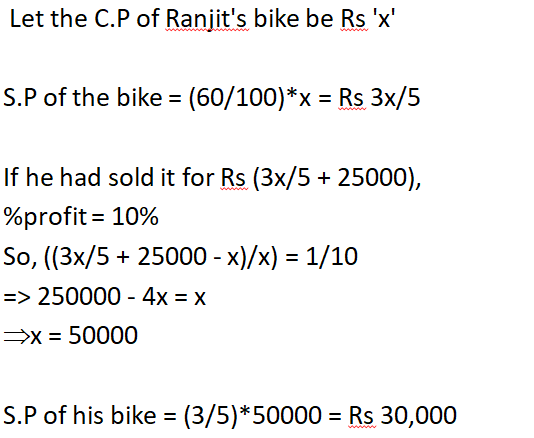 Let the C.P of Ranjit's bike be Rs 'x'
S.P of the bike = (60/100)*x = Rs 3x/5
If he had sold it for Rs (3x/5 + 25000),
%profit = 10%
So, ((3x/5 + 25000 - x)/x) = 1/10
=> 250000 - 4x = x
⟹x = 50000
S.P of his bike = (3/5)*50000 = Rs 30,000